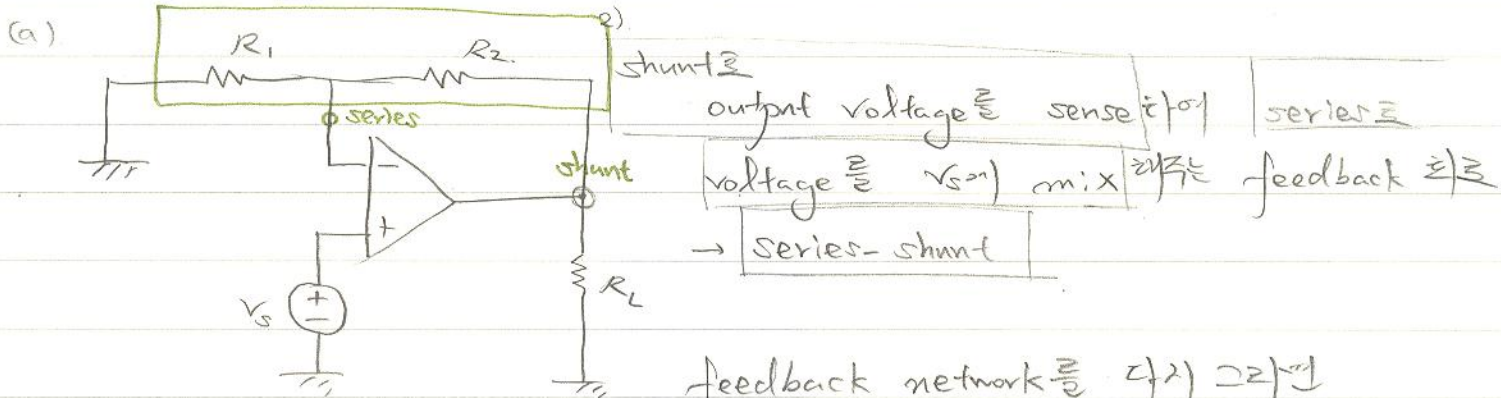 (a)
R₁ R₂.
2)
shunt로
series
output voltage를 sense하여 series로
shunt
voltage를 Vs에 mix해주는 feedback 회로
→ series-shunt
Vs
R_L
feedback network를 다시 그리면